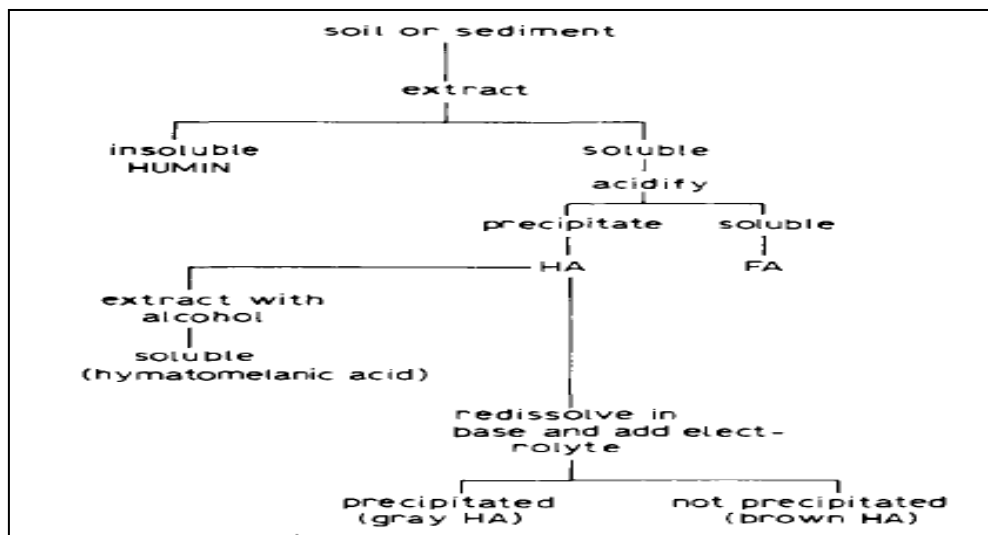 soil or sediment
extract
insoluble
HUMIN
soluble
acidify
precipitate
soluble
HA
FA
extract with
alcohol
soluble
(hymatomelanic acid)
redissolve in
base and add elect-
rolyte
precipitated
(gray HA)
not precipitated
(brown HA)